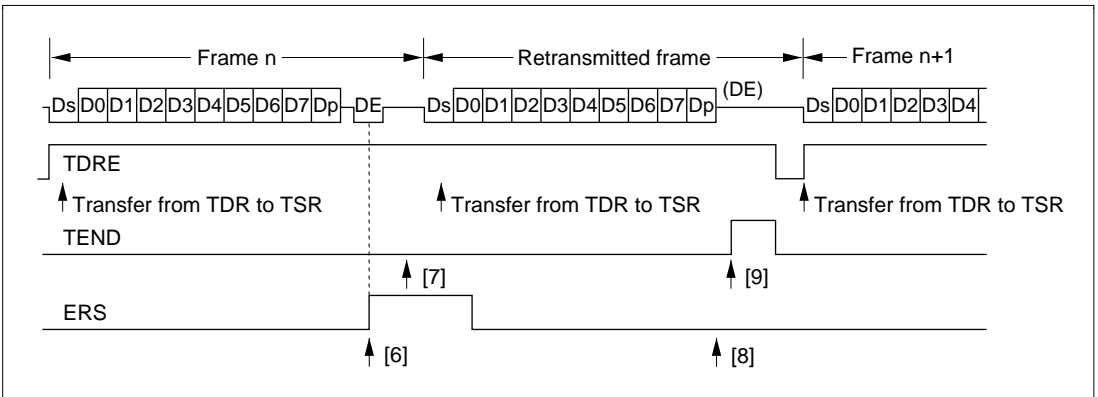 Frame n Retransmitted frame Frame n+1
Ds D0 D1 D2 D3 D4 D5 D6 D7 Dp DE Ds D0 D1 D2 D3 D4 D5 D6 D7 Dp (DE) Ds D0 D1 D2 D3 D4
TDRE
Transfer from TDR to TSR Transfer from TDR to TSR Transfer from TDR to TSR
TEND
[7] [9]
ERS
[6] [8]